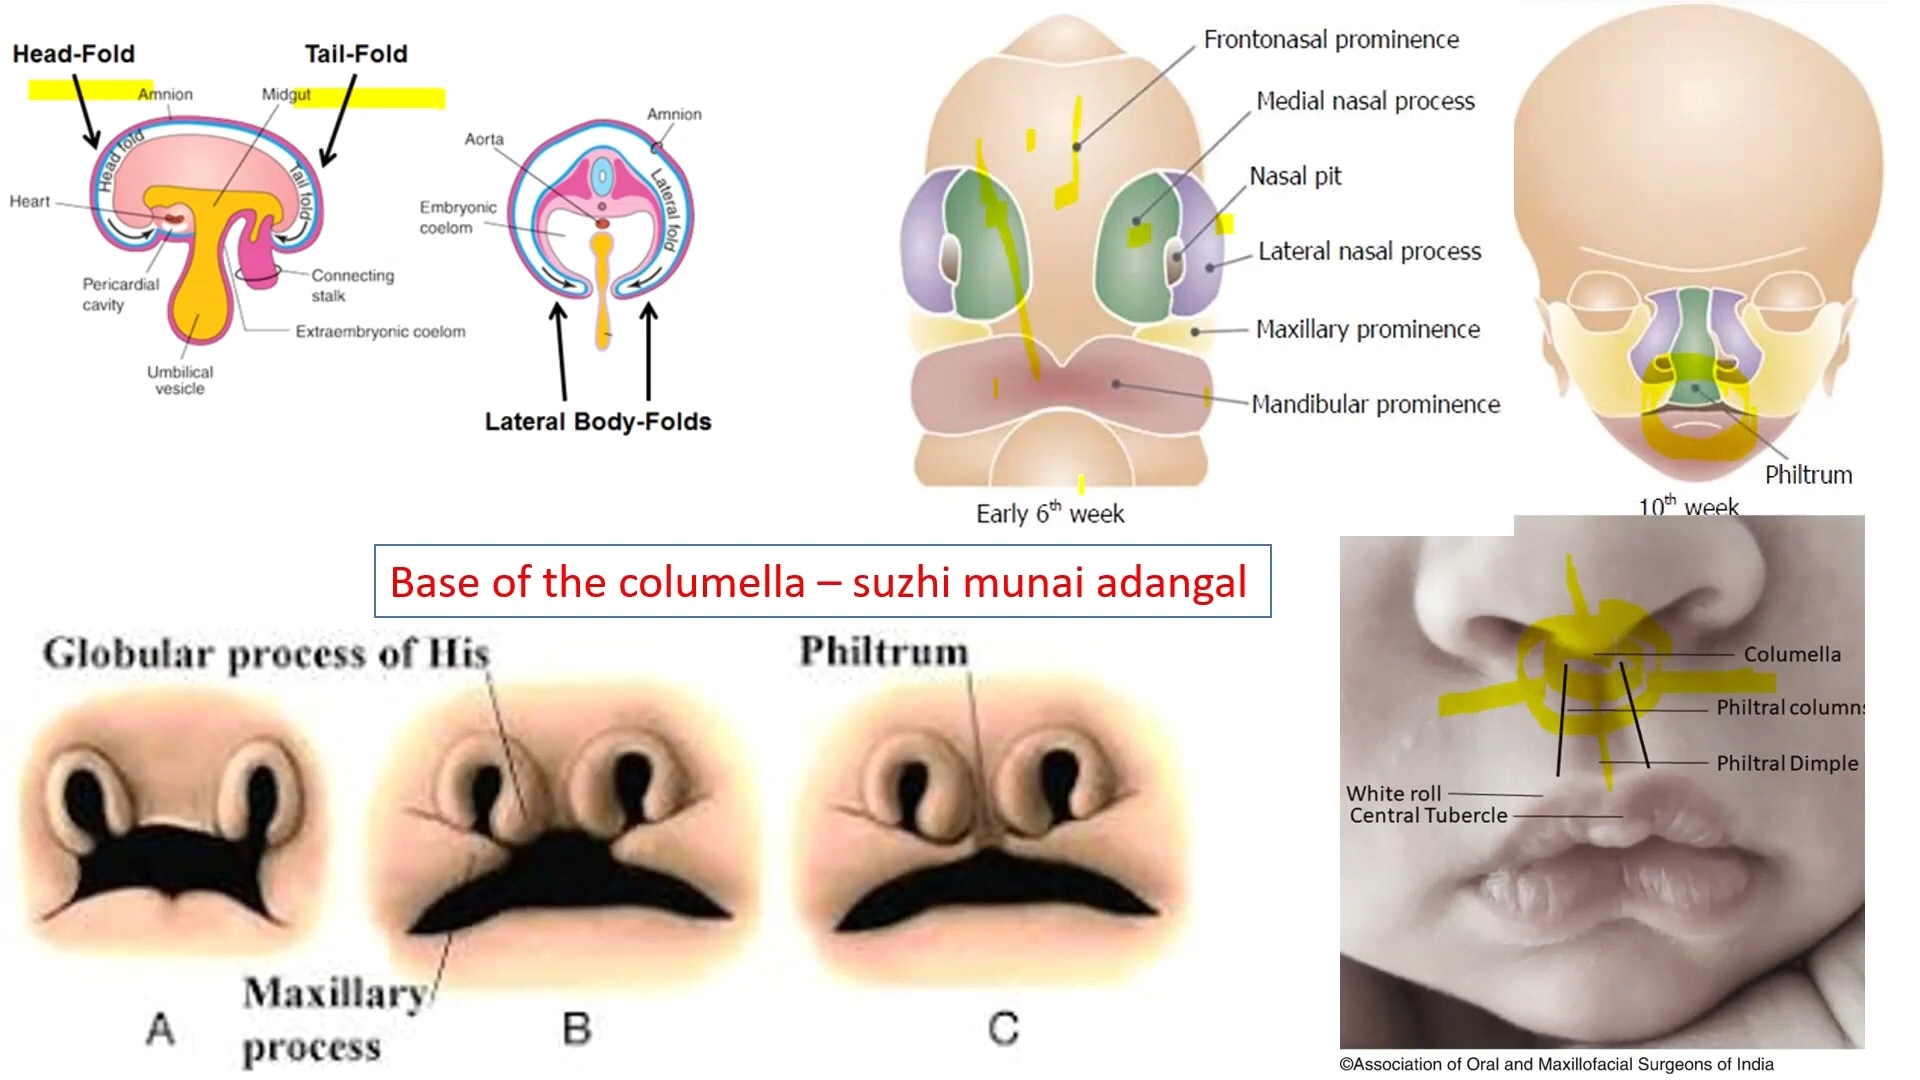 Head-Fold
Tail-Fold
Amnion
Midgut
Head fold
Tail fold
Heart
Pericardial
cavity
Connecting
stalk
Extraembryonic coelom
Umbilical
vesicle
Amnion
Aorta
Lateral fold
Embryonic
coelom
Lateral Body-Folds
Frontonasal prominence
Medial nasal process
Nasal pit
Lateral nasal process
Maxillary prominence
Mandibular prominence
Early 6th week
Philtrum
10th week
Base of the columella – suzhi munai adangal
Globular process of His
Philtrum
Maxillary
process
A
B
C
Columella
Philtral column
Philtral Dimple
White roll
Central Tubercle
©Association of Oral and Maxillofacial Surgeons of India